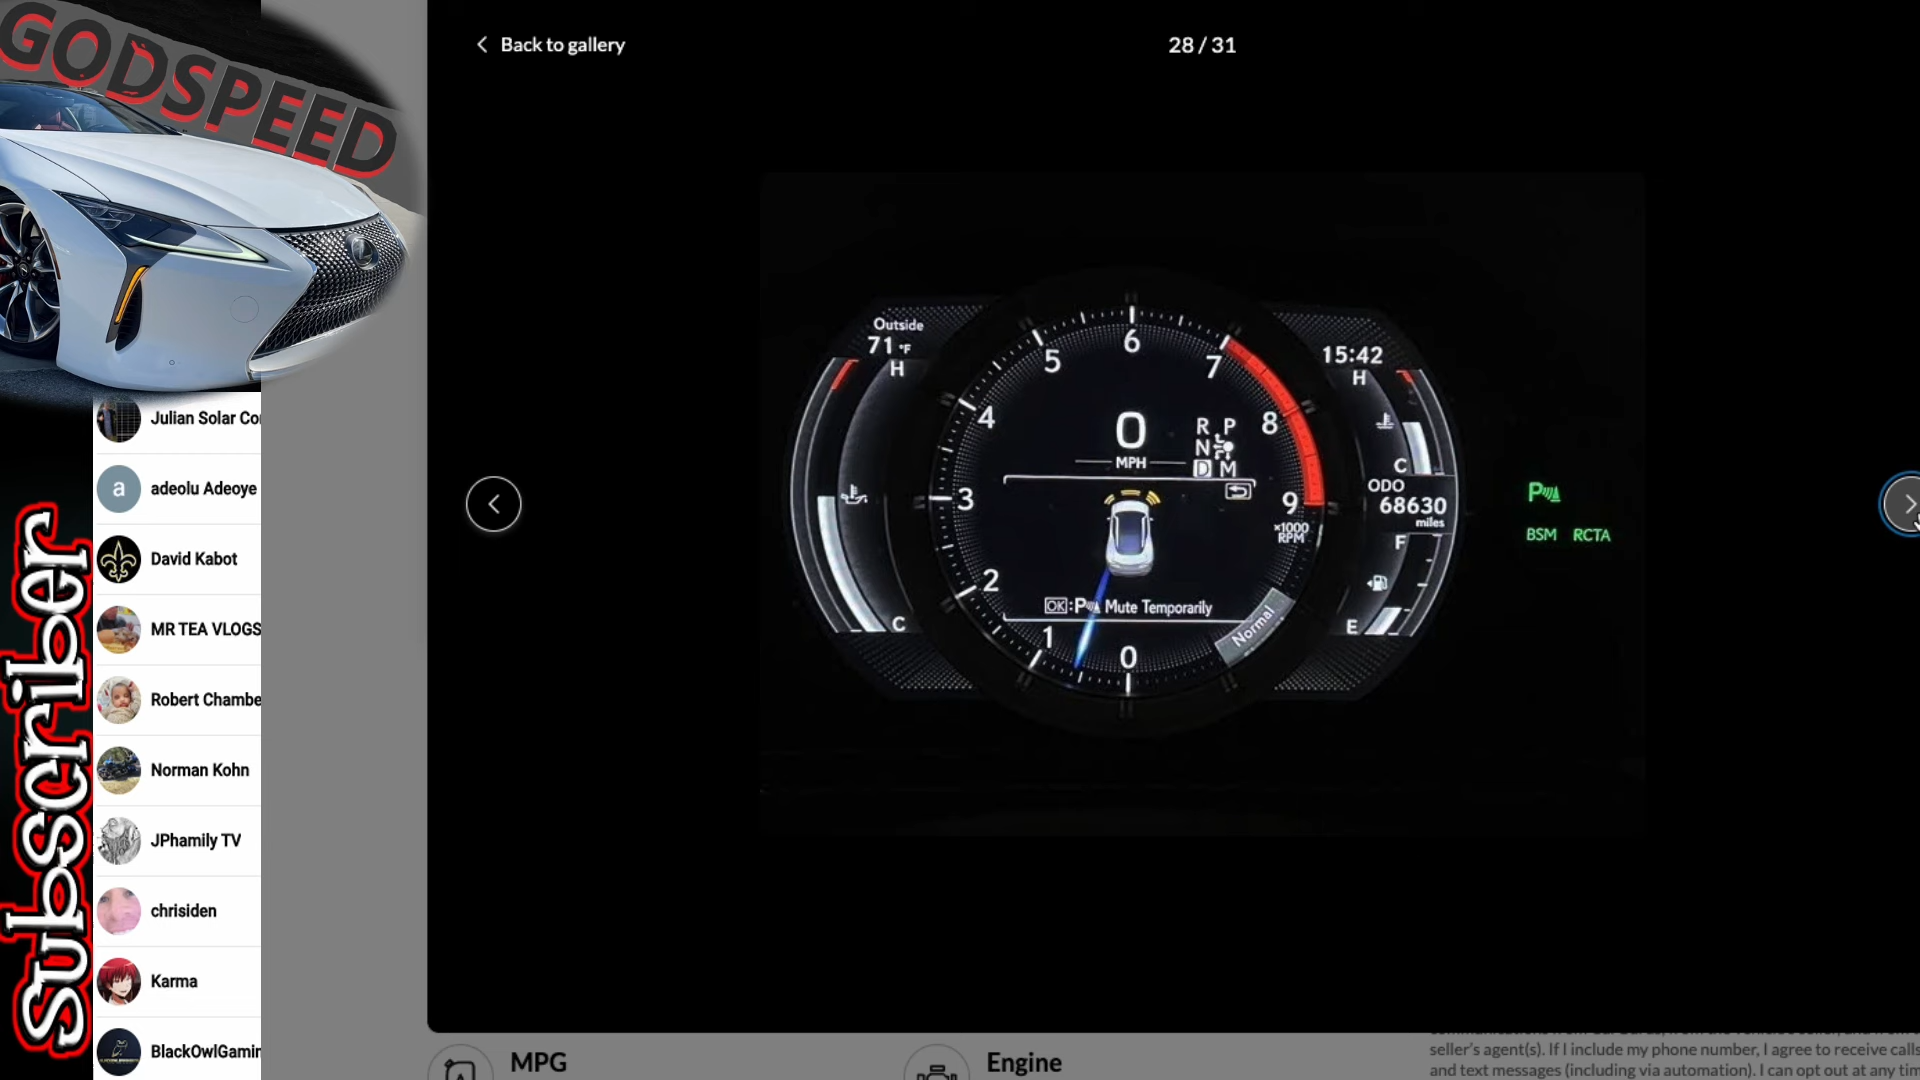 GODSPEED
Subscriber
Julian Solar Co
adeolu Adeoye
a
David Kabot
MR TEA VLOGS
Robert Chambe
Norman Kohn
JPhamily TV
chrisiden
Karma
BlackOwlGamin
Back to gallery
28 / 31
Outside
71 °F
H
C
6
5
7
4
8
3
9
2
1
0
x1000
RPM
0
MPH
R P
N
D M
OK : P Mute Temporarily
Normal
15:42
H
C
ODO
68630
miles
F
E
P
BSM RCTA
MPG
Engine
seller's agent(s). If I include my phone number, I agree to receive calls
and text messages (including via automation). I can opt out at any tim